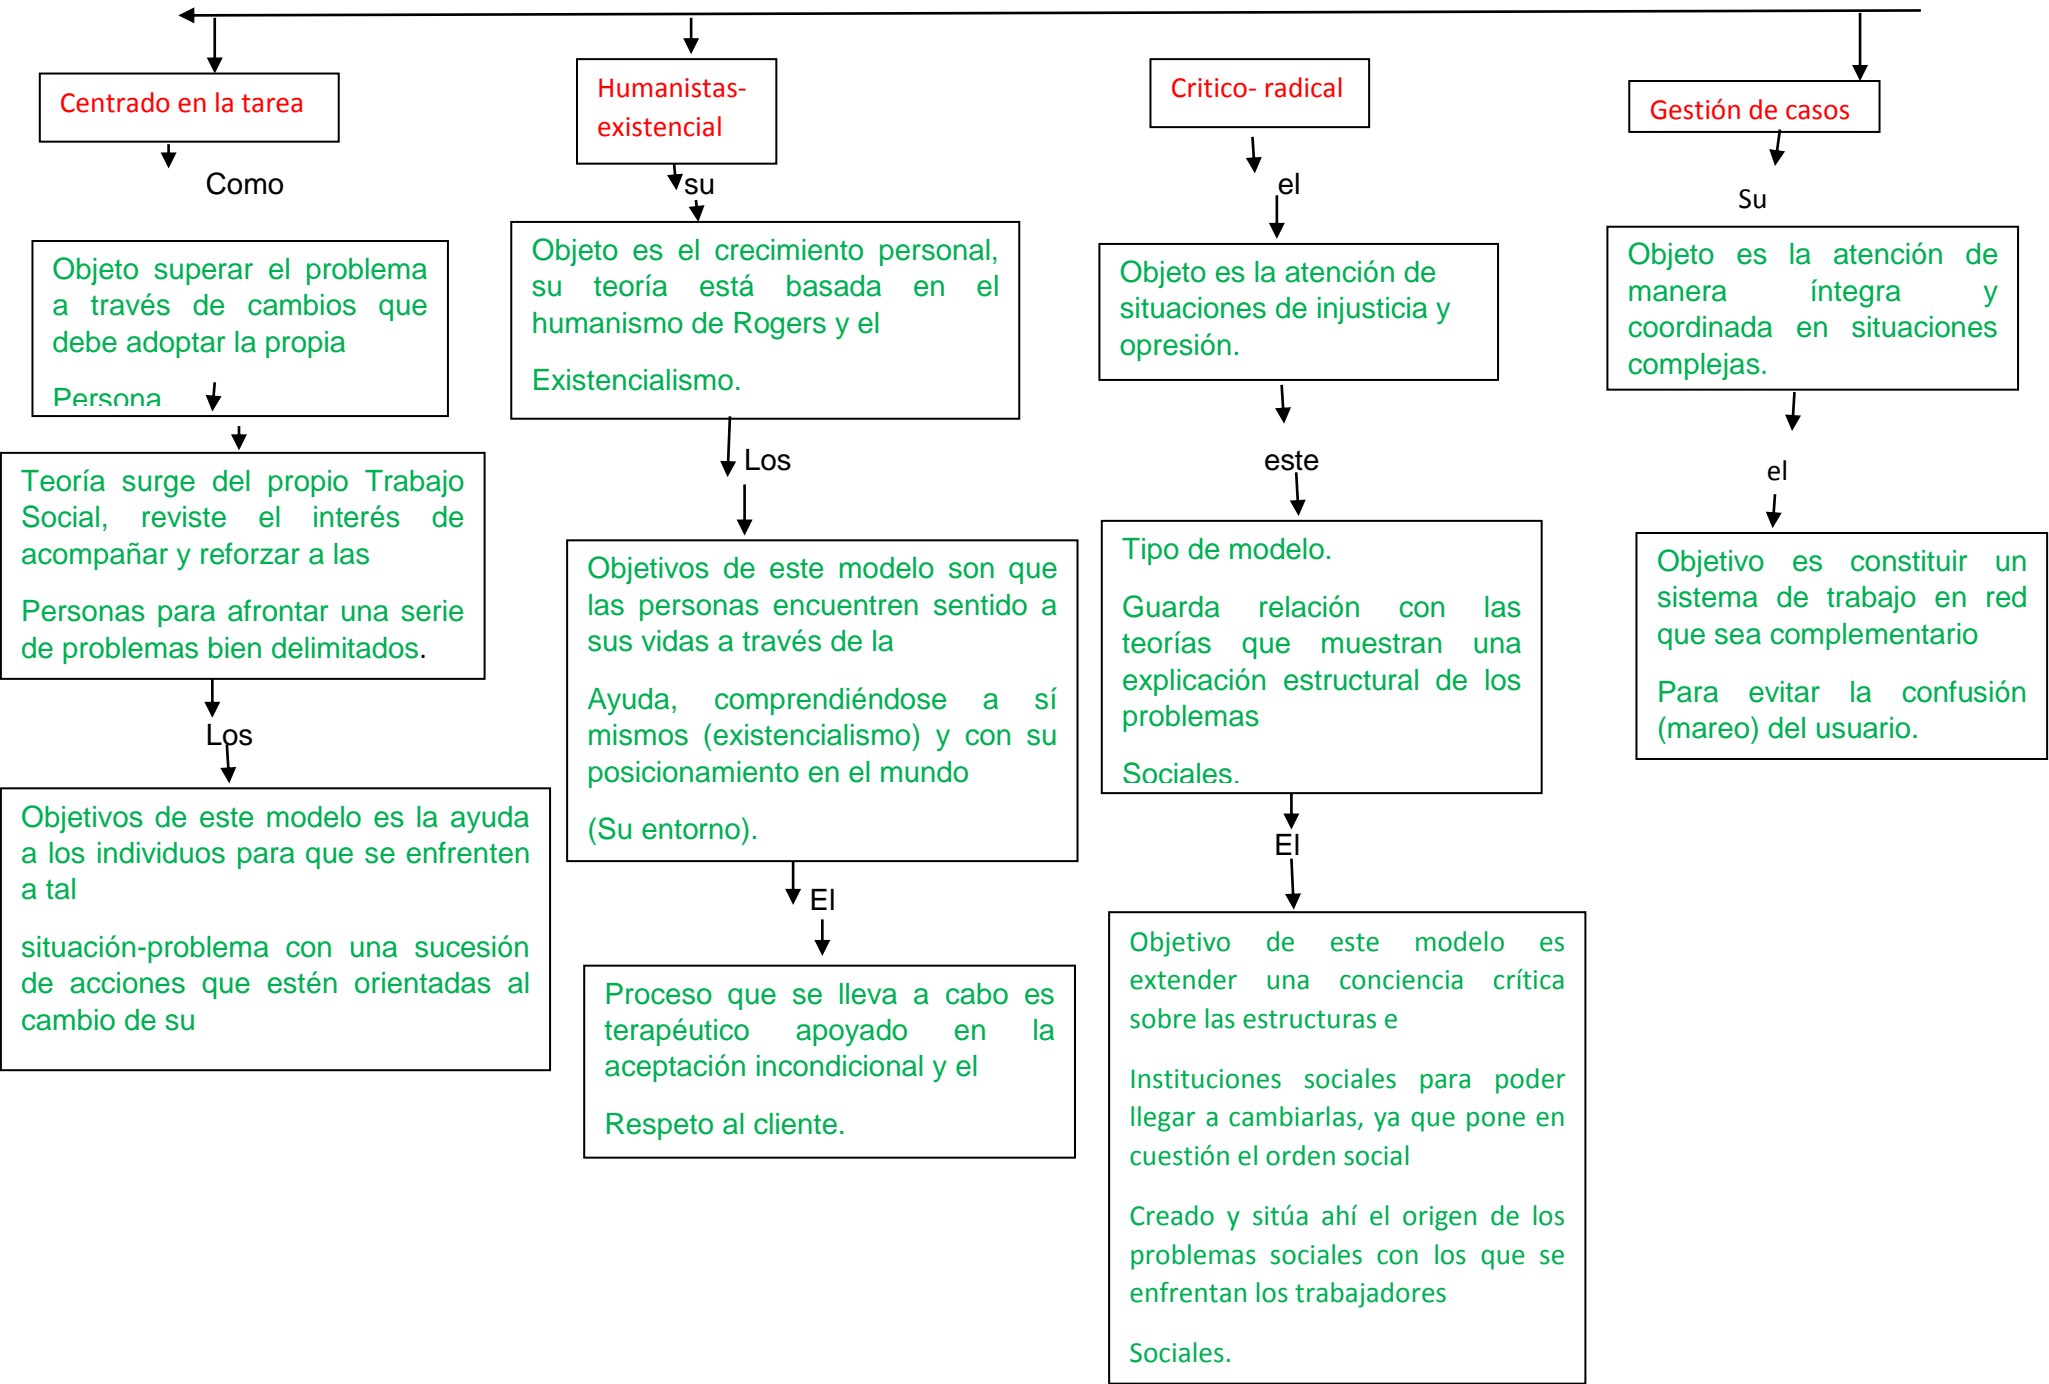 Centrado en la tarea
Como
Objeto superar el problema
a través de cambios que
debe adoptar la propia
Persona
Teoría surge del propio Trabajo
Social, reviste el interés de
acompañar y reforzar a las
Personas para afrontar una serie
de problemas bien delimitados.
Los
Objetivos de este modelo es la ayuda
a los individuos para que se enfrenten
a tal
situación-problema con una sucesión
de acciones que estén orientadas al
cambio de su
Humanistas-
existencial
su
Objeto es el crecimiento personal,
su teoría está basada en el
humanismo de Rogers y el
Existencialismo.
Los
Objetivos de este modelo son que
las personas encuentren sentido a
sus vidas a través de la
Ayuda, comprendiéndose a sí
mismos (existencialismo) y con su
posicionamiento en el mundo
(Su entorno).
El
Proceso que se lleva a cabo es
terapéutico apoyado en la
aceptación incondicional y el
Respeto al cliente.
Critico- radical
el
Objeto es la atención de
situaciones de injusticia y
opresión.
este
Tipo de modelo.
Guarda relación con las
teorías que muestran una
explicación estructural de los
problemas
Sociales.
El
Objetivo de este modelo es
extender una conciencia crítica
sobre las estructuras e
Instituciones sociales para poder
llegar a cambiarlas, ya que pone en
cuestión el orden social
Creado y sitúa ahí el origen de los
problemas sociales con los que se
enfrentan los trabajadores
Sociales.
Gestión de casos
Su
Objeto es la atención de
manera íntegra y
coordinada en situaciones
complejas.
el
Objetivo es constituir un
sistema de trabajo en red
que sea complementario
Para evitar la confusión
(mareo) del usuario.